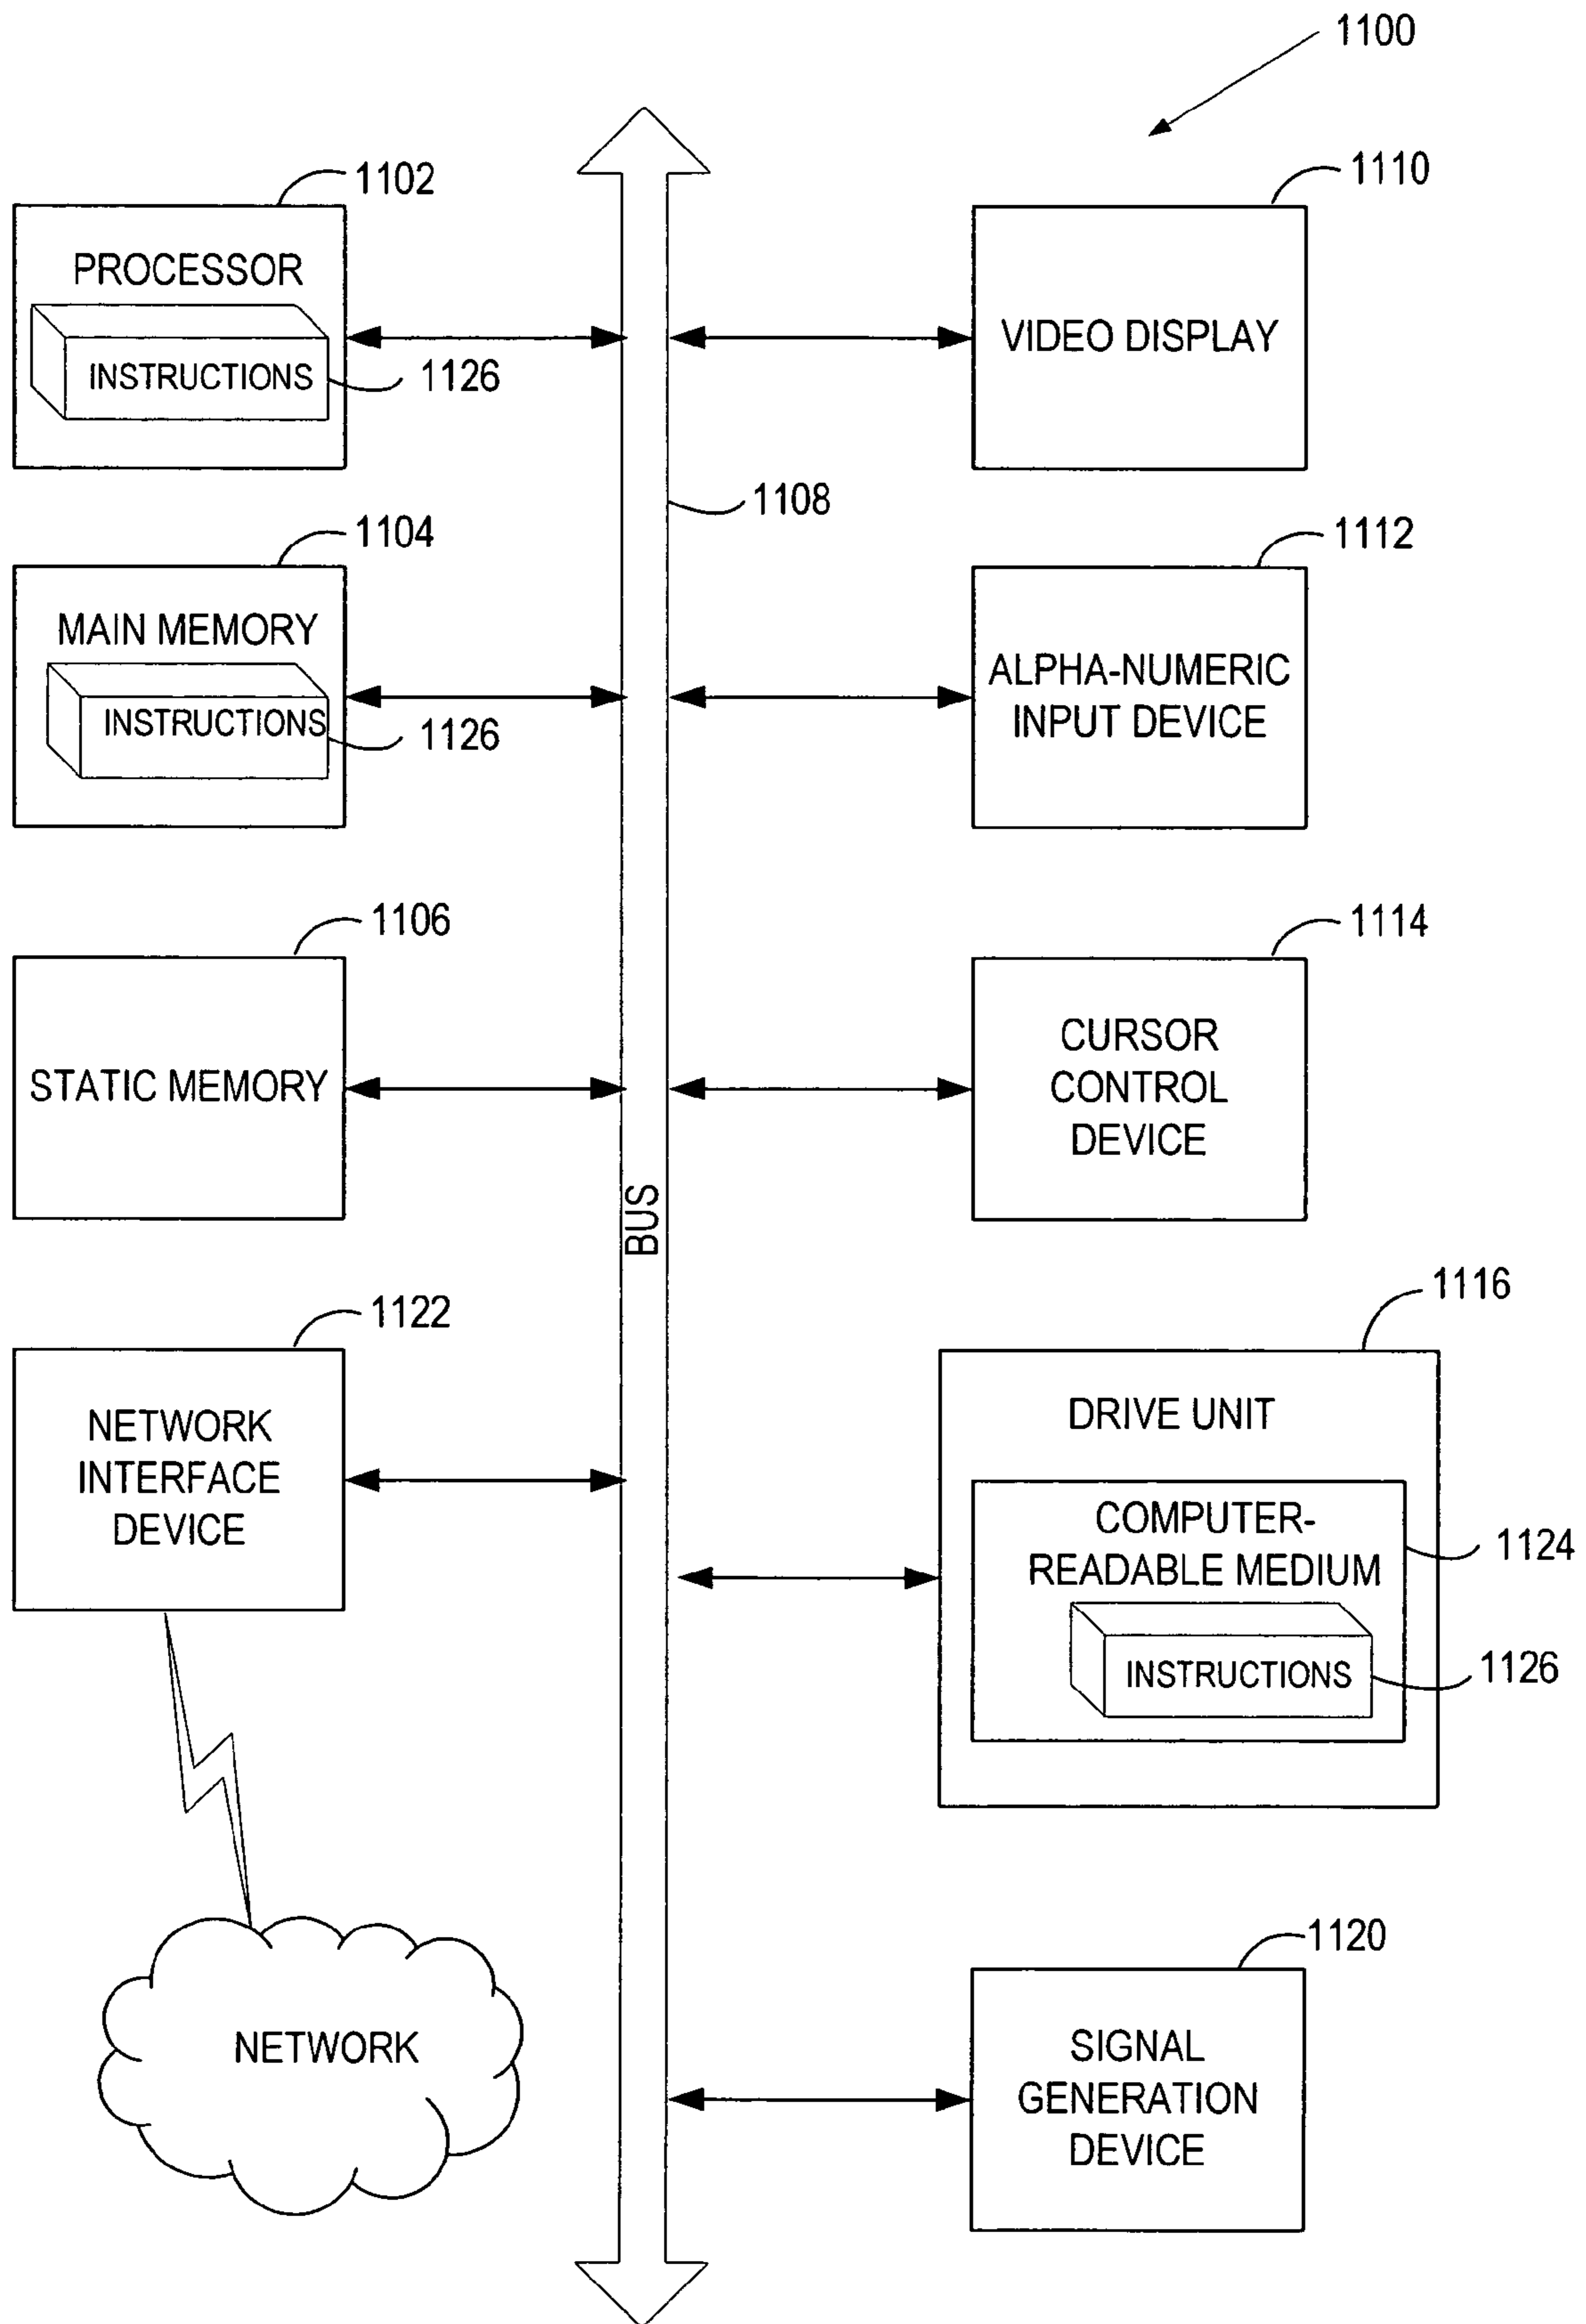 1100
1102
PROCESSOR
INSTRUCTIONS
1126
1110
VIDEO DISPLAY
1108
1104
MAIN MEMORY
INSTRUCTIONS
1126
1112
ALPHA-NUMERIC
INPUT DEVICE
1106
STATIC MEMORY
1114
CURSOR
CONTROL
DEVICE
BUS
1122
NETWORK
INTERFACE
DEVICE
1116
DRIVE UNIT
COMPUTER-
READABLE MEDIUM
1124
INSTRUCTIONS
1126
NETWORK
1120
SIGNAL
GENERATION
DEVICE